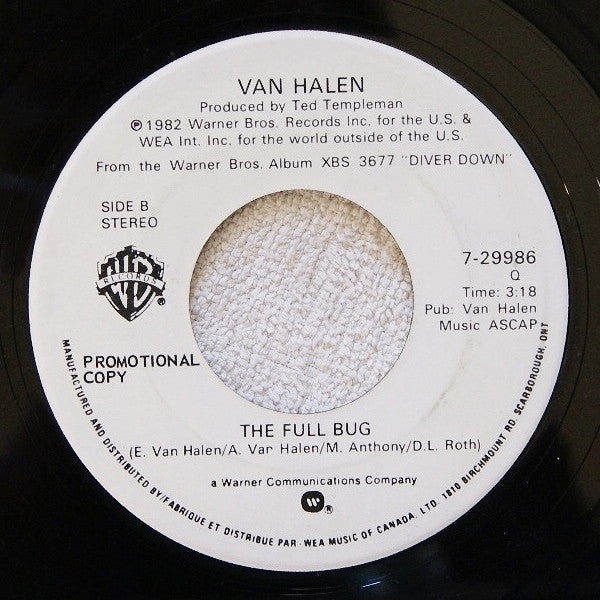 VAN HALEN
Produced by Ted Templeman
℗1982 Warner Bros. Records Inc. for the U.S. &
WEA Int. Inc. for the world outside of the U.S.
From the Warner Bros. Album XBS 3677 "DIVER DOWN"
SIDE B
STEREO
WB
RECORDS
®
7-29986
Q
Time: 3:18
Pub: Van Halen
Music ASCAP
PROMOTIONAL
COPY
THE FULL BUG
(E. Van Halen/A. Van Halen/M. Anthony/D.L. Roth)
a Warner Communications Company
®
MANUFACTURED AND DISTRIBUTED BY/FABRIQUE ET DISTRIBUE PAR - WEA MUSIC OF CANADA, LTD. 1810 BIRCHMOUNT RD. SCARBOROUGH, ONT